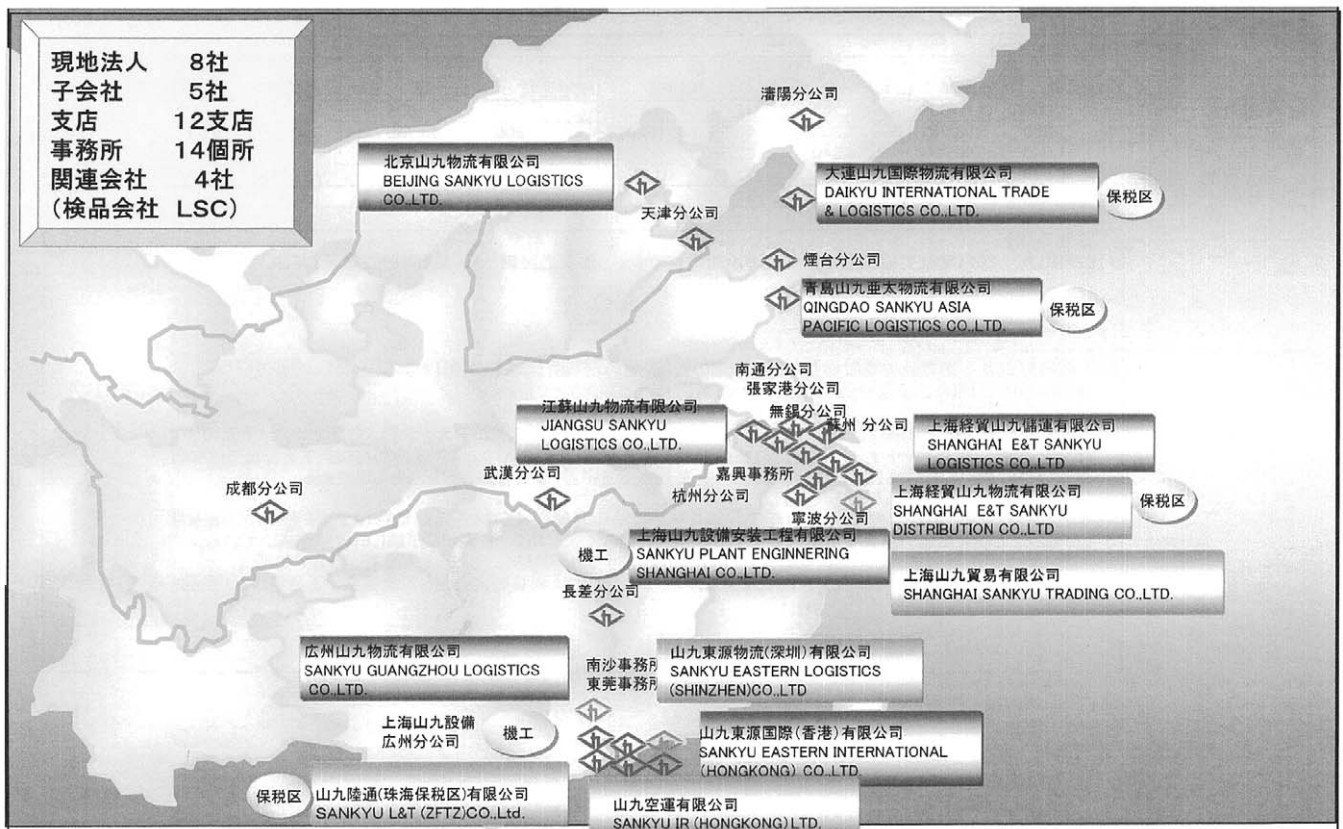 現地法人 8社
子会社 5社
支店 12支店
事務所 14個所
関連会社 4社
(検品会社 LSC)
瀋陽分公司
北京山九物流有限公司
BEIJING SANKYU LOGISTICS
CO.,LTD.
大連山九国際物流有限公司
DAIKYU INTERNATIONAL TRADE
& LOGISTICS CO.,LTD.
保税区
天津分公司
煙台分公司
青島山九亜太物流有限公司
QINGDAO SANKYU ASIA
PACIFIC LOGISTICS CO.,LTD.
保税区
南通分公司
張家港分公司
無錫分公司
蘇州 分公司
江蘇山九物流有限公司
JIANGSU SANKYU
LOGISTICS CO.,LTD.
上海経貿山九儲運有限公司
SHANGHAI E&T SANKYU
LOGISTICS CO.,LTD
武漢分公司
嘉興事務所
成都分公司
杭州分公司
上海経貿山九物流有限公司
SHANGHAI E&T SANKYU
DISTRIBUTION CO.,LTD
保税区
寧波分公司
機工
上海山九設備安装工程有限公司
SANKYU PLANT ENGINNERING
SHANGHAI CO.,LTD.
上海山九貿易有限公司
SHANGHAI SANKYU TRADING CO.,LTD.
長差分公司
広州山九物流有限公司
SANKYU GUANGZHOU LOGISTICS
CO.,LTD.
南沙事務所
東莞事務所
山九東源物流(深圳)有限公司
SANKYU EASTERN LOGISTICS
(SHINZHEN)CO.,LTD
上海山九設備
広州分公司
機工
山九東源国際(香港)有限公司
SANKYU EASTERN INTERNATIONAL
(HONGKONG) CO.,LTD.
保税区
山九陸通(珠海保税区)有限公司
SANKYU L&T (ZFTZ)CO.,Ltd.
山九空運有限公司
SANKYU IR (HONGKONG)LTD.